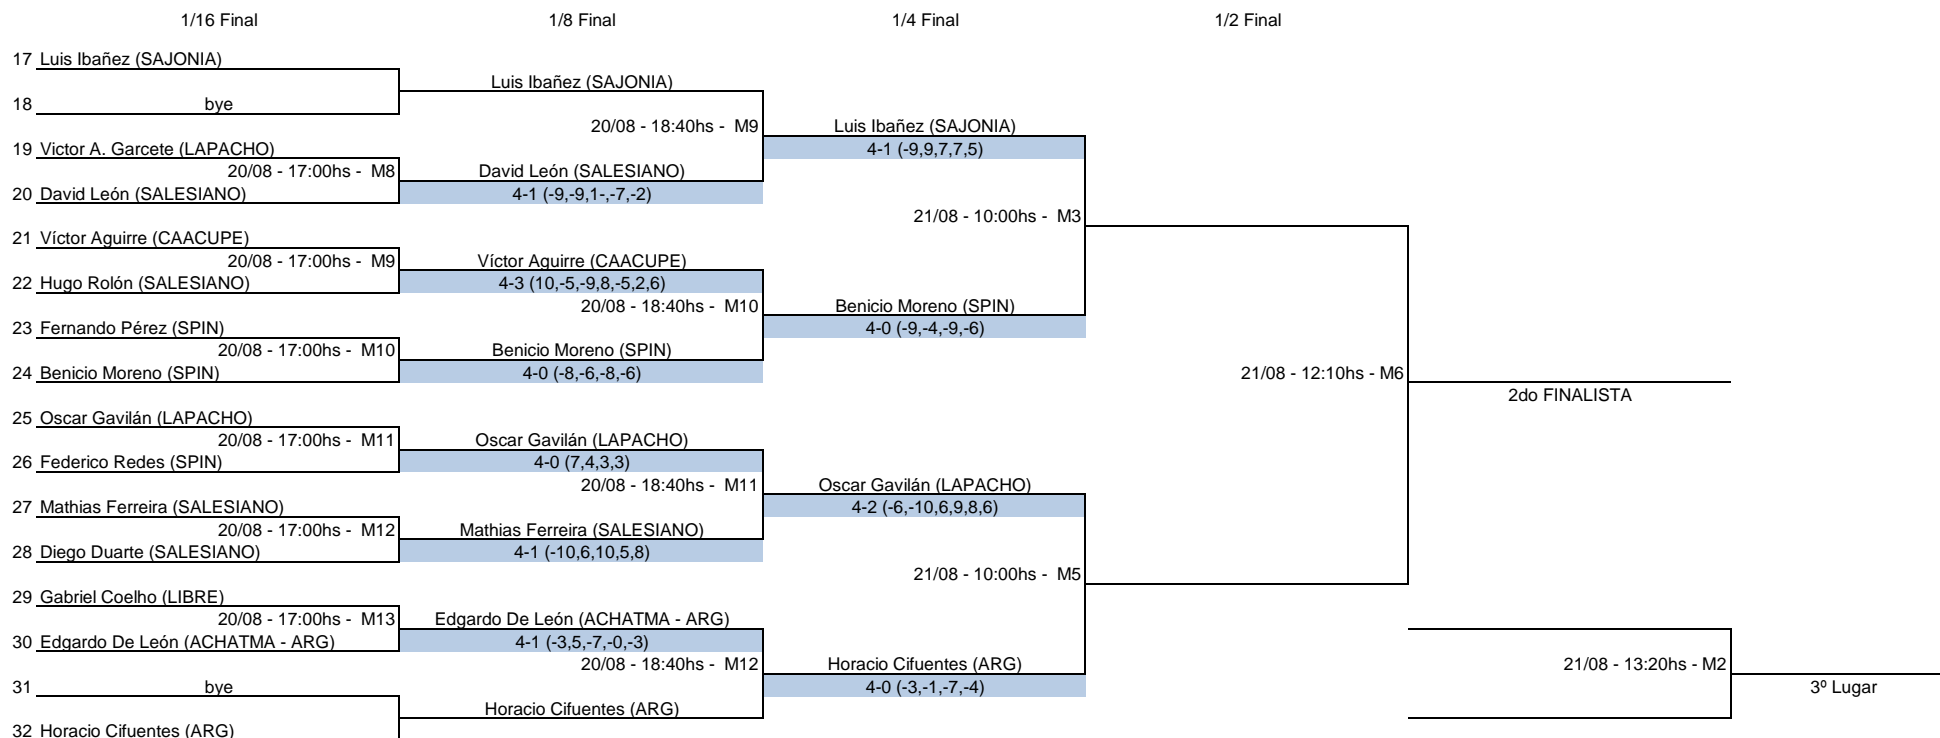 1/16 Final 1/8 Final 1/4 Final 1/2 Final
17 Luis Ibañez (SAJONIA)
Luis Ibañez (SAJONIA)
18 bye
20/08 - 18:40hs - M9 Luis Ibañez (SAJONIA)
19 Victor A. Garcete (LAPACHO) 4-1 (-9,9,7,7,5)
20/08 - 17:00hs - M8 David León (SALESIANO)
20 David León (SALESIANO) 4-1 (-9,-9,1-,-7,-2)
21/08 - 10:00hs - M3
21 Víctor Aguirre (CAACUPE)
20/08 - 17:00hs - M9 Víctor Aguirre (CAACUPE)
22 Hugo Rolón (SALESIANO) 4-3 (10,-5,-9,8,-5,2,6)
20/08 - 18:40hs - M10 Benicio Moreno (SPIN)
23 Fernando Pérez (SPIN) 4-0 (-9,-4,-9,-6)
20/08 - 17:00hs - M10 Benicio Moreno (SPIN)
24 Benicio Moreno (SPIN) 4-0 (-8,-6,-8,-6) 21/08 - 12:10hs - M6
2do FINALISTA
25 Oscar Gavilán (LAPACHO)
20/08 - 17:00hs - M11 Oscar Gavilán (LAPACHO)
26 Federico Redes (SPIN) 4-0 (7,4,3,3)
20/08 - 18:40hs - M11 Oscar Gavilán (LAPACHO)
27 Mathias Ferreira (SALESIANO) 4-2 (-6,-10,6,9,8,6)
20/08 - 17:00hs - M12 Mathias Ferreira (SALESIANO)
28 Diego Duarte (SALESIANO) 4-1 (-10,6,10,5,8)
21/08 - 10:00hs - M5
29 Gabriel Coelho (LIBRE)
20/08 - 17:00hs - M13 Edgardo De León (ACHATMA - ARG)
30 Edgardo De León (ACHATMA - ARG) 4-1 (-3,5,-7,-0,-3)
20/08 - 18:40hs - M12 Horacio Cifuentes (ARG) 21/08 - 13:20hs - M2
31 bye 4-0 (-3,-1,-7,-4) 3º Lugar
Horacio Cifuentes (ARG)
32 Horacio Cifuentes (ARG)